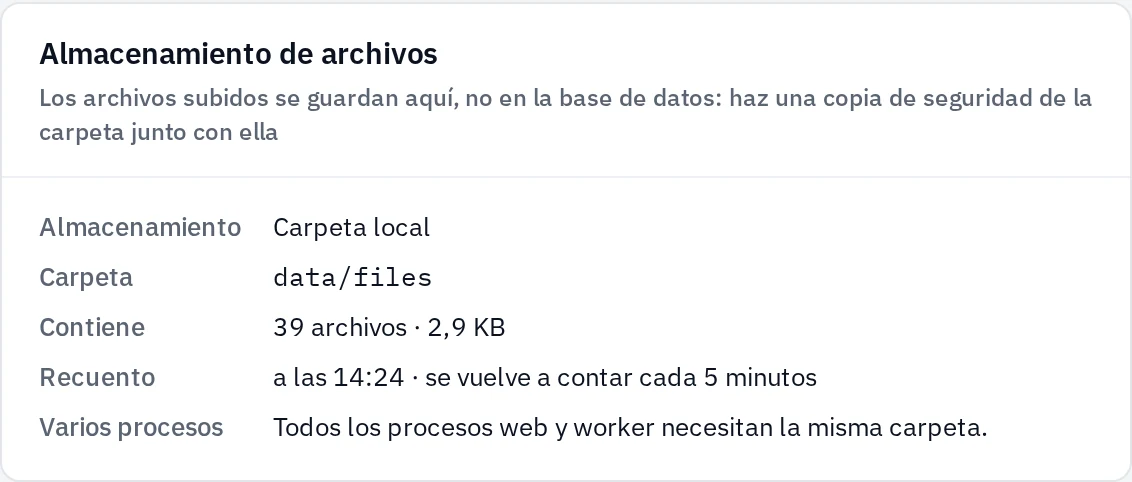 Almacenamiento de archivos
Los archivos subidos se guardan aquí, no en la base de datos: haz una copia de seguridad de la
carpeta junto con ella
Almacenamiento Carpeta local
Carpeta data/files
Contiene 39 archivos · 2,9 KB
Recuento a las 14:24 · se vuelve a contar cada 5 minutos
Varios procesos Todos los procesos web y worker necesitan la misma carpeta.